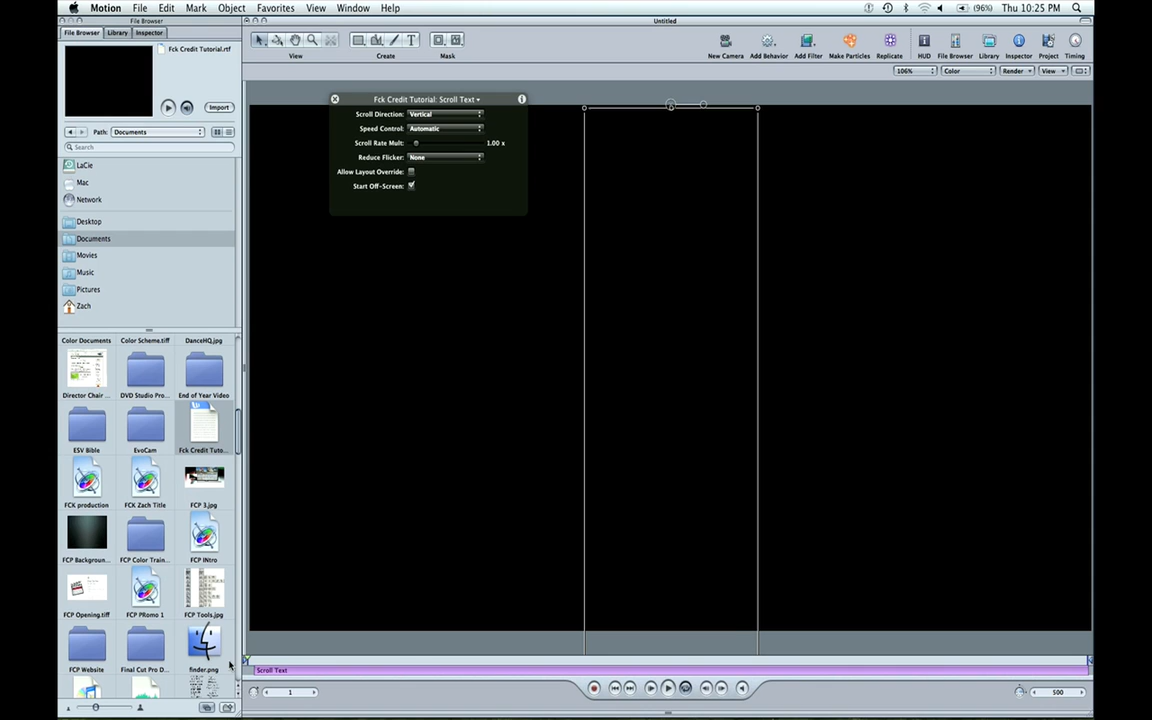 Motion File Edit Mark Object Favorites View Window Help (96%) Thu 10:25 PM
File Browser
Untitled
File Browser Library Inspector
Fck Credit Tutorial.rtf
Import
View Create Mask
New Camera Add Behavior Add Filter Make Particles Replicate HUD File Browser Library Inspector Project Timing
106% Color Render View
Path: Documents
Search
LaCie
Mac
Network
Desktop
Documents
Movies
Music
Pictures
Zach
Fck Credit Tutorial: Scroll Text
Scroll Direction: Vertical
Speed Control: Automatic
Scroll Rate Mult: 1.00 x
Reduce Flicker: None
Allow Layout Override:
Start Off-Screen:
Color Documents Color Scheme.tiff DanceHQ.jpg
Director Chair ... DVD Studio Pro... End of Year Video
ESV Bible EvoCam Fck Credit Tuto...
FCK production FCK Zach Title FCP 3.jpg
FCP Backgroun... FCP Color Train... FCP INtro
FCP Opening.tiff FCP PRomo 1 FCP Tools.jpg
FCP Website Final Cut Pro D... finder.png
Scroll Text
1
500